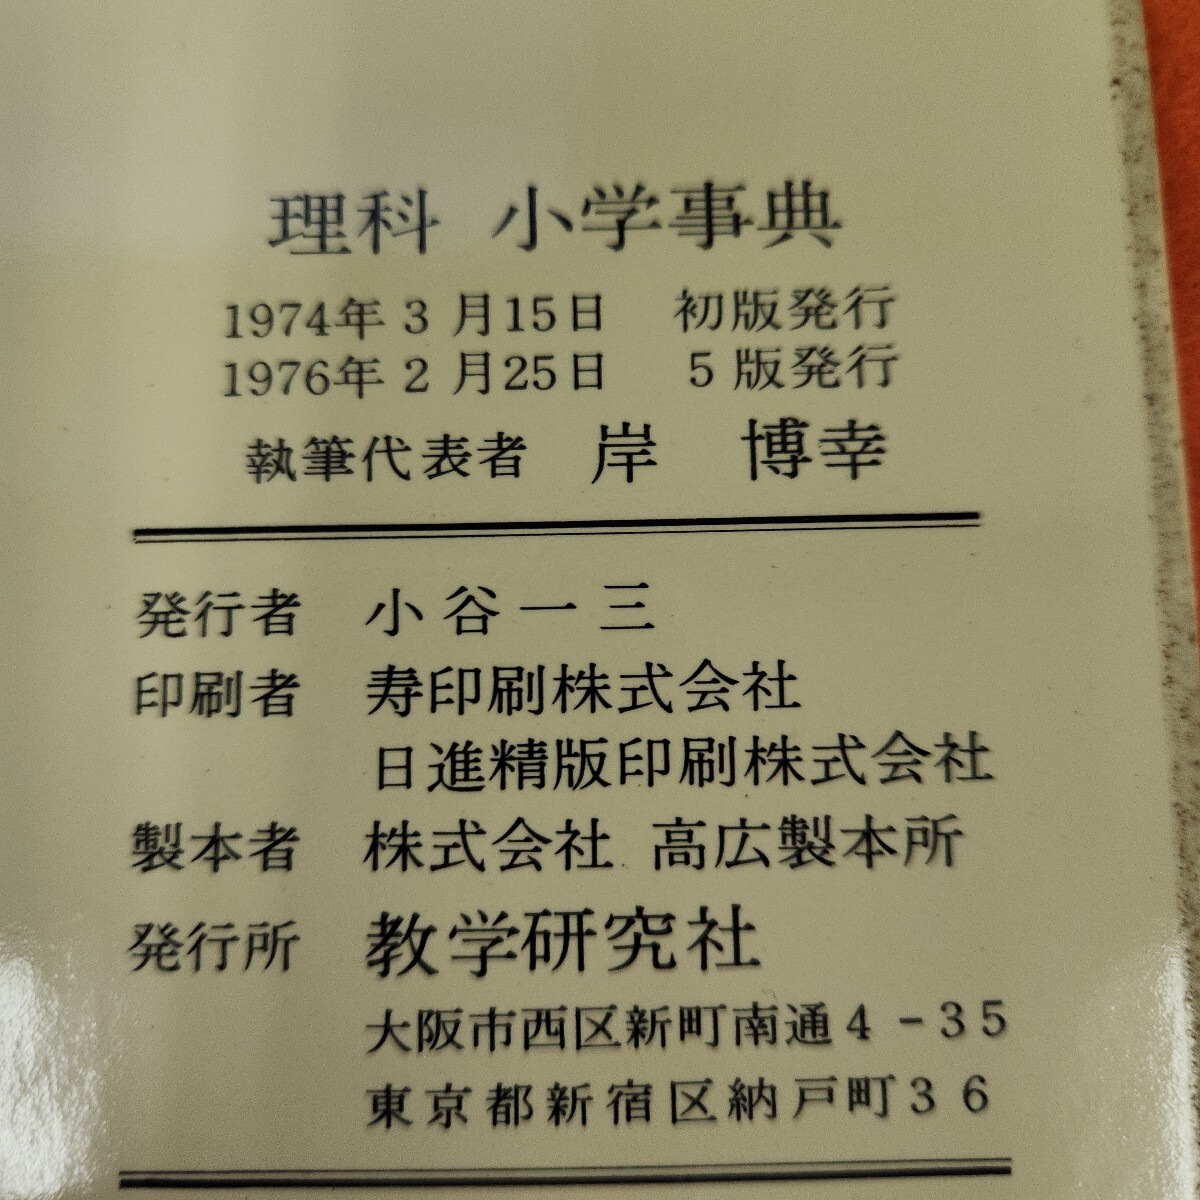 理科 小学事典
1974年3月15日 初版発行
1976年2月25日 5版発行
執筆代表者 岸 博幸
発行者 小谷一三
印刷者 寿印刷株式会社
日進精版印刷株式会社
製本者 株式会社 高広製本所
発行所 教学研究社
大阪市西区新町南通4-35
東京都新宿区納戸町36